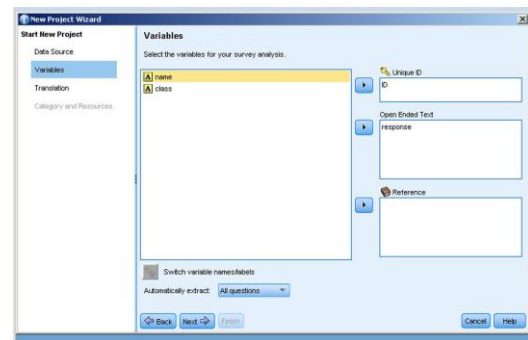 New Project Wizard
Start New Project
Data Source
Variables
Translation
Category and Resources
Variables
Select the variables for your survey analysis.
A name
A class
Unique ID
ID
Open Ended Text
response
Reference
Switch variable names/labels
Automatically extract: All questions
Back Next Finish Cancel Help